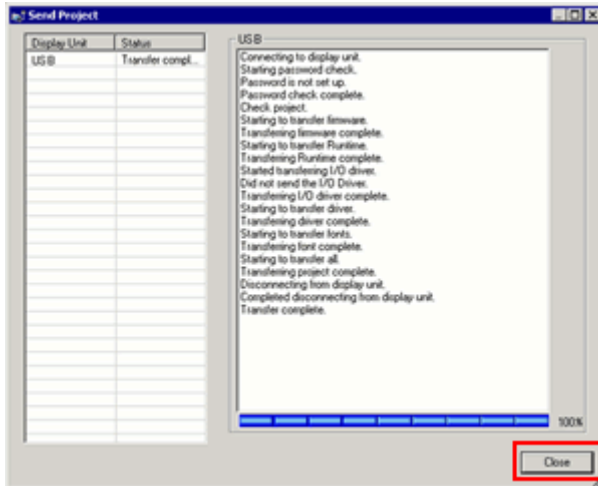 Send Project
Display Unit Status
USB Transfer compl...
USB
Connecting to display unit.
Starting password check.
Password is not set up.
Password check complete.
Check project.
Starting to transfer firmware.
Transferring firmware complete.
Starting to transfer Runtime.
Transferring Runtime complete.
Started transferring I/O driver.
Did not send the I/O Driver.
Transferring I/O driver complete.
Starting to transfer driver.
Transferring driver complete.
Starting to transfer fonts.
Transferring font complete.
Starting to transfer all.
Transferring project complete.
Disconnecting from display unit.
Completed disconnecting from display unit.
Transfer complete.
100%
Close